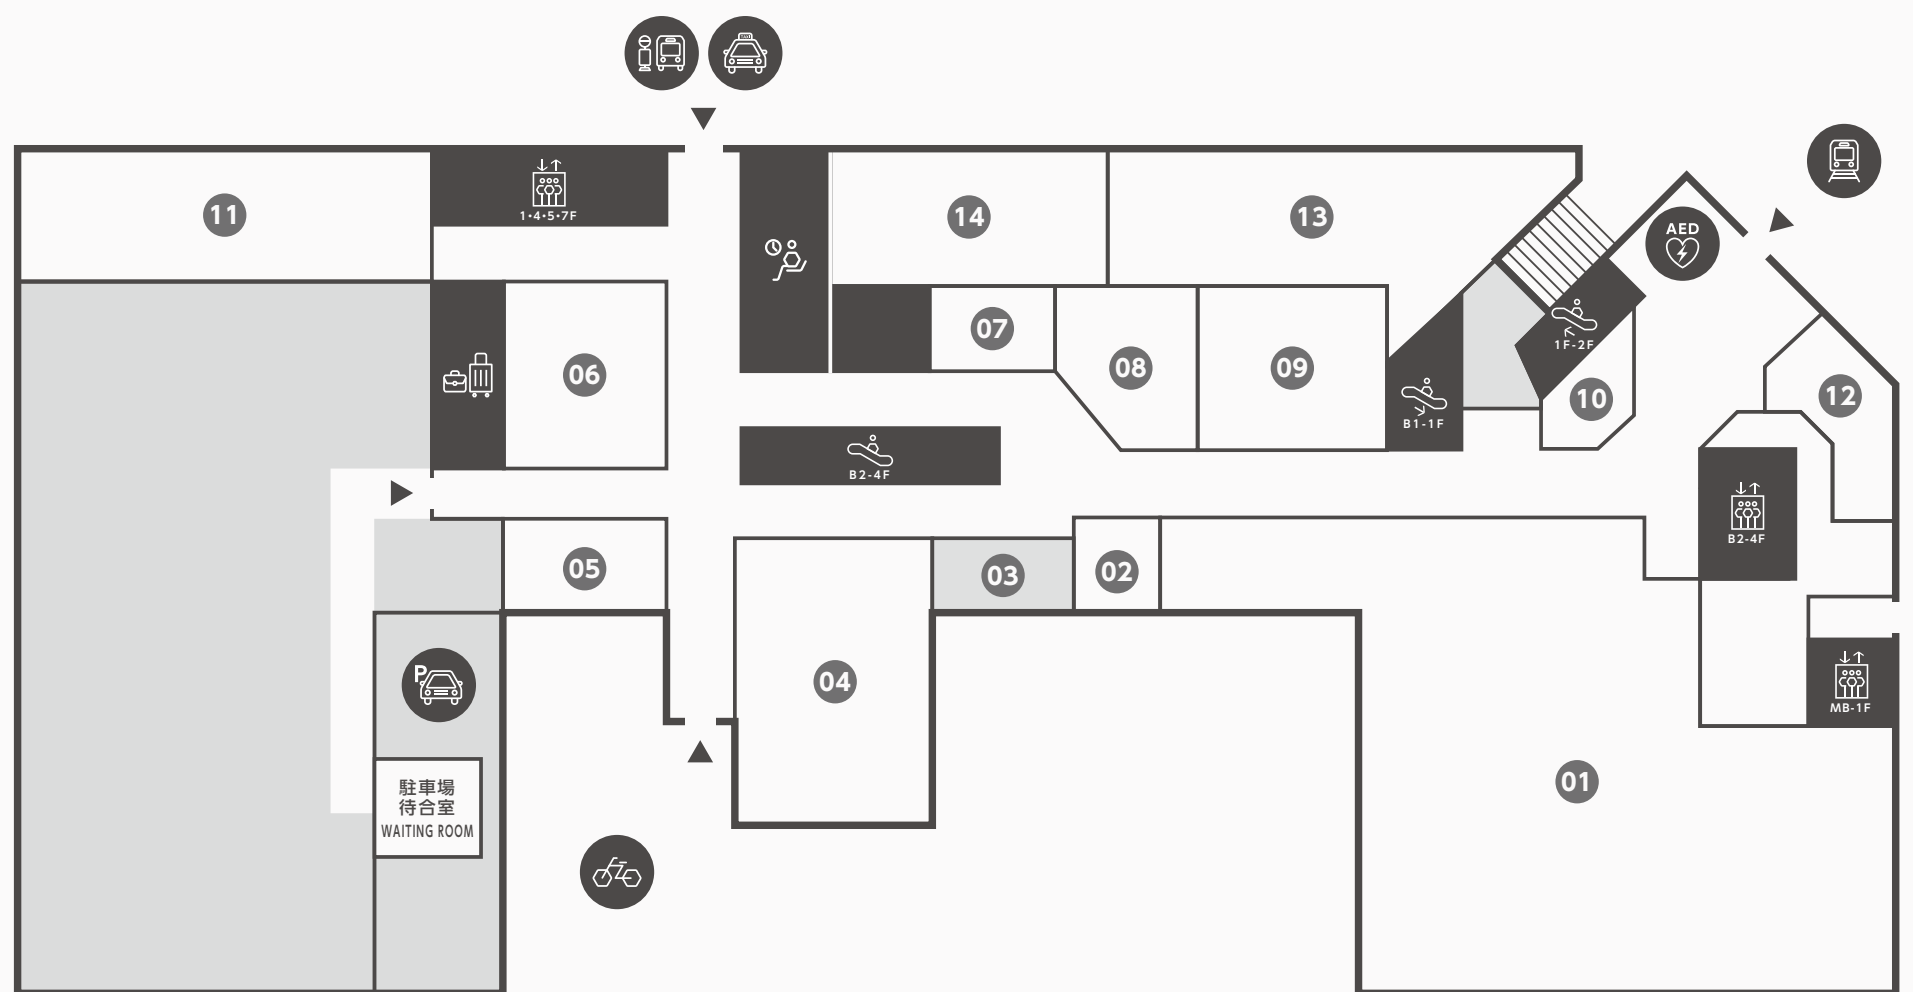 TAXI
11
1•4•5•7F
14
13
AED
07
1F-2F
06
08
09
10
12
B1-1F
B2-4F
B2-4F
05
03
02
P
04
MB-1F
駐車場
待合室
WAITING ROOM
01